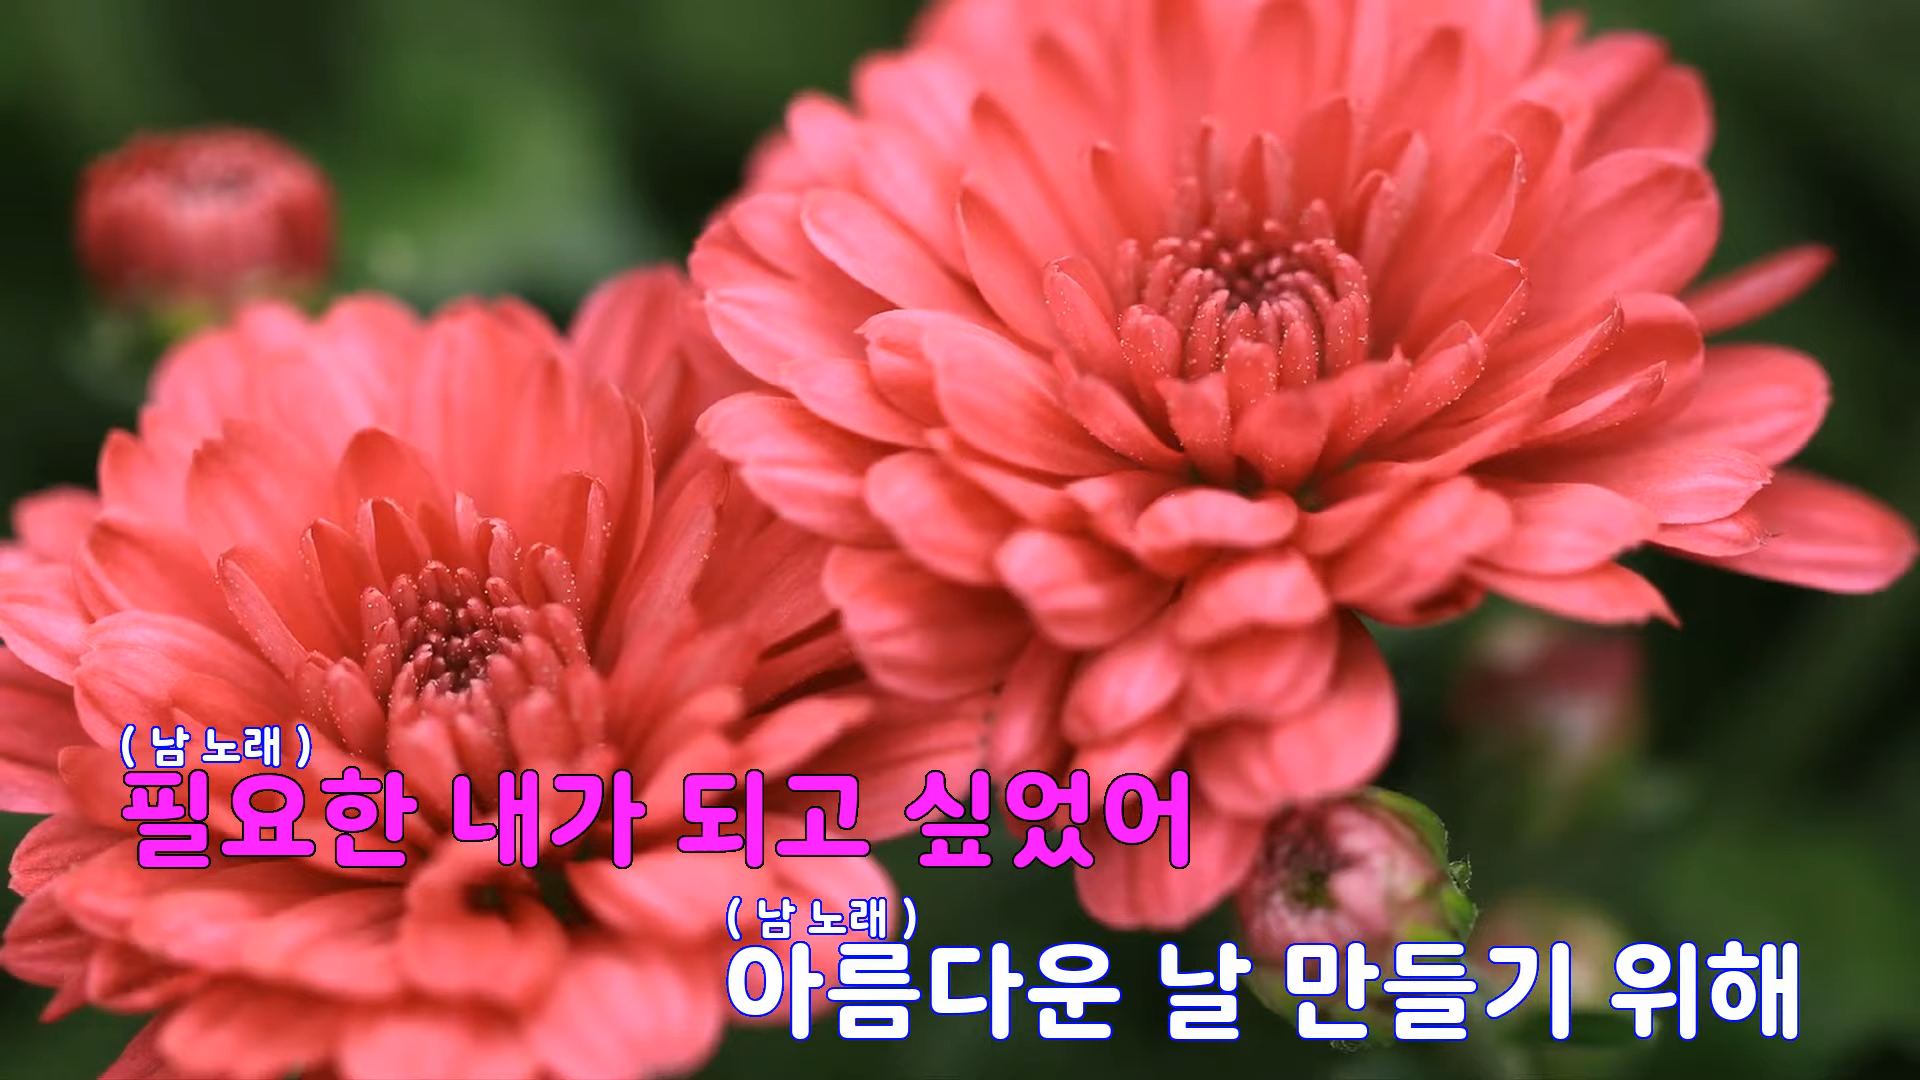 ( 남 노래 )
필요한 내가 되고 싶었어
( 남 노래 )
아름다운 날 만들기 위해